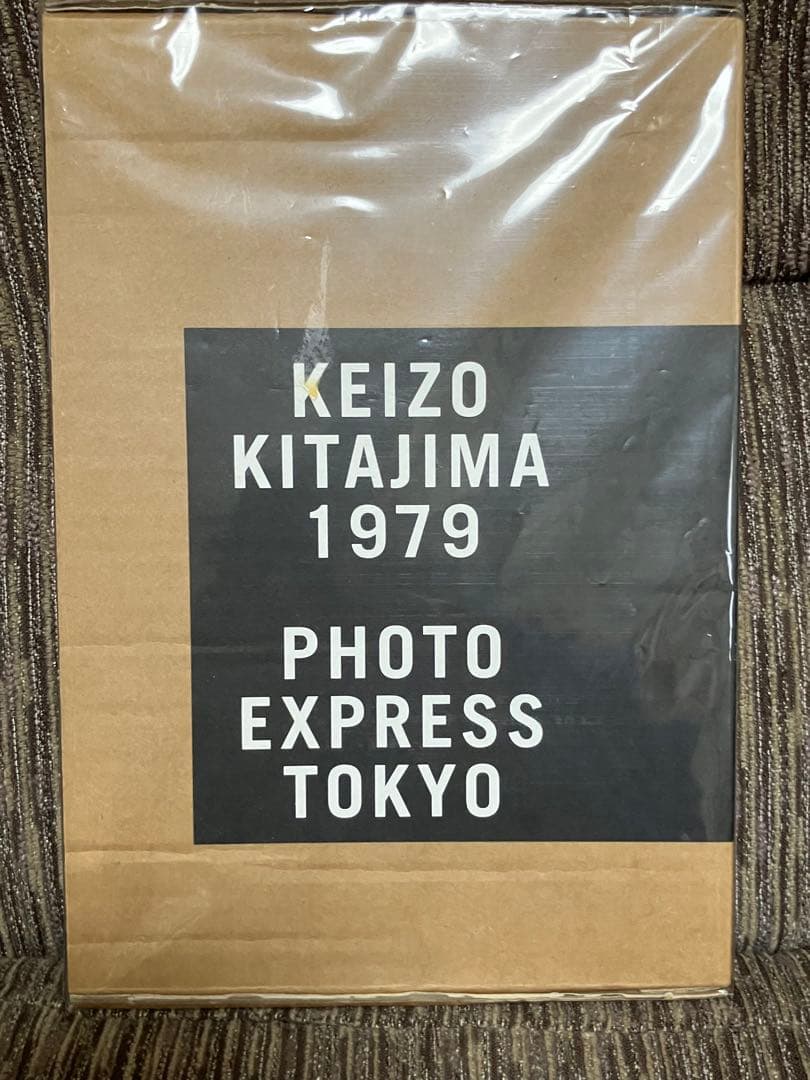 KEIZO
KITAJIMA
1979
PHOTO
EXPRESS
TOKYO